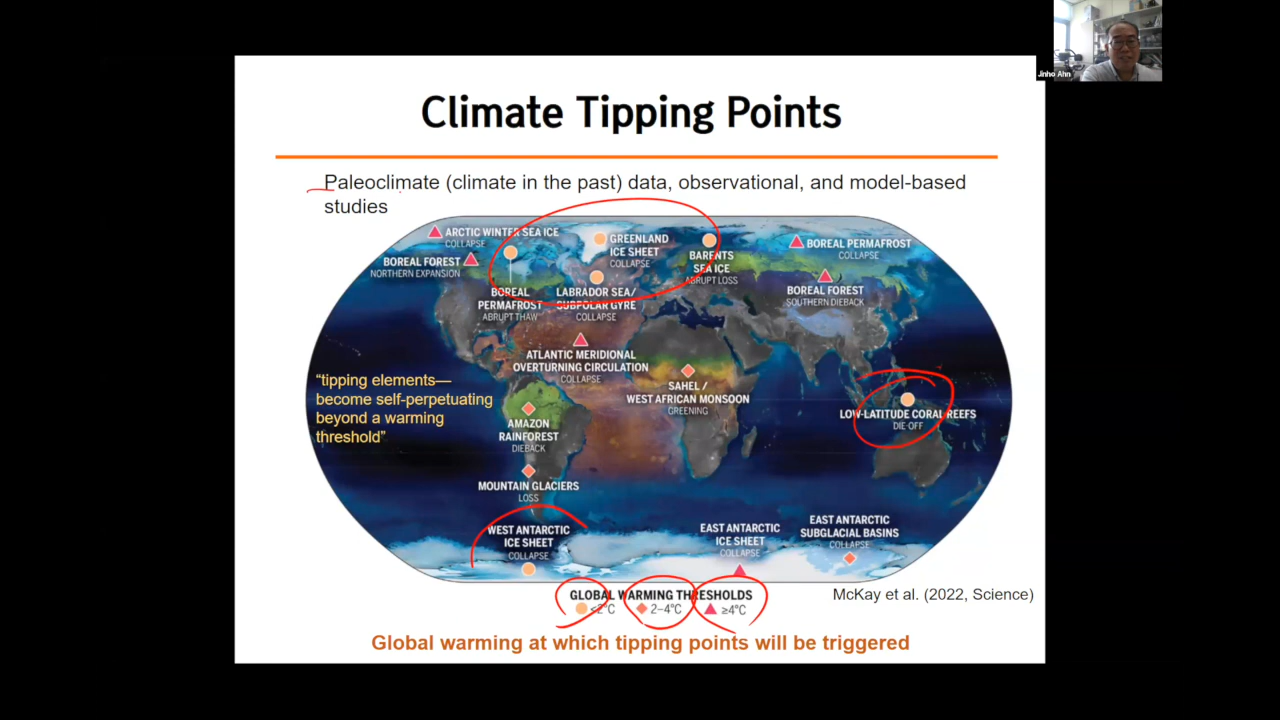 Jinho Ahn
Climate Tipping Points
Paleoclimate (climate in the past) data, observational, and model-based
studies
ARCTIC WINTER SEA ICE
COLLAPSE
BOREAL FOREST
NORTHERN EXPANSION
GREENLAND
ICE SHEET
COLLAPSE
BARENTS
SEA ICE
ABRUPT LOSS
BOREAL PERMAFROST
COLLAPSE
BOREAL FOREST
SOUTHERN DIEBACK
BOREAL
PERMAFROST
ABRUPT THAW
LABRADOR SEA/
SUBPOLAR GYRE
COLLAPSE
ATLANTIC MERIDIONAL
OVERTURNING CIRCULATION
COLLAPSE
"tipping elements—
become self-perpetuating
beyond a warming
threshold"
SAHEL /
WEST AFRICAN MONSOON
GREENING
LOW-LATITUDE CORAL REEFS
DIE-OFF
AMAZON
RAINFOREST
DIEBACK
MOUNTAIN GLACIERS
LOSS
WEST ANTARCTIC
ICE SHEET
COLLAPSE
EAST ANTARCTIC
ICE SHEET
COLLAPSE
EAST ANTARCTIC
SUBGLACIAL BASINS
COLLAPSE
GLOBAL WARMING THRESHOLDS
<2°C 2–4°C ≥4°C
McKay et al. (2022, Science)
Global warming at which tipping points will be triggered